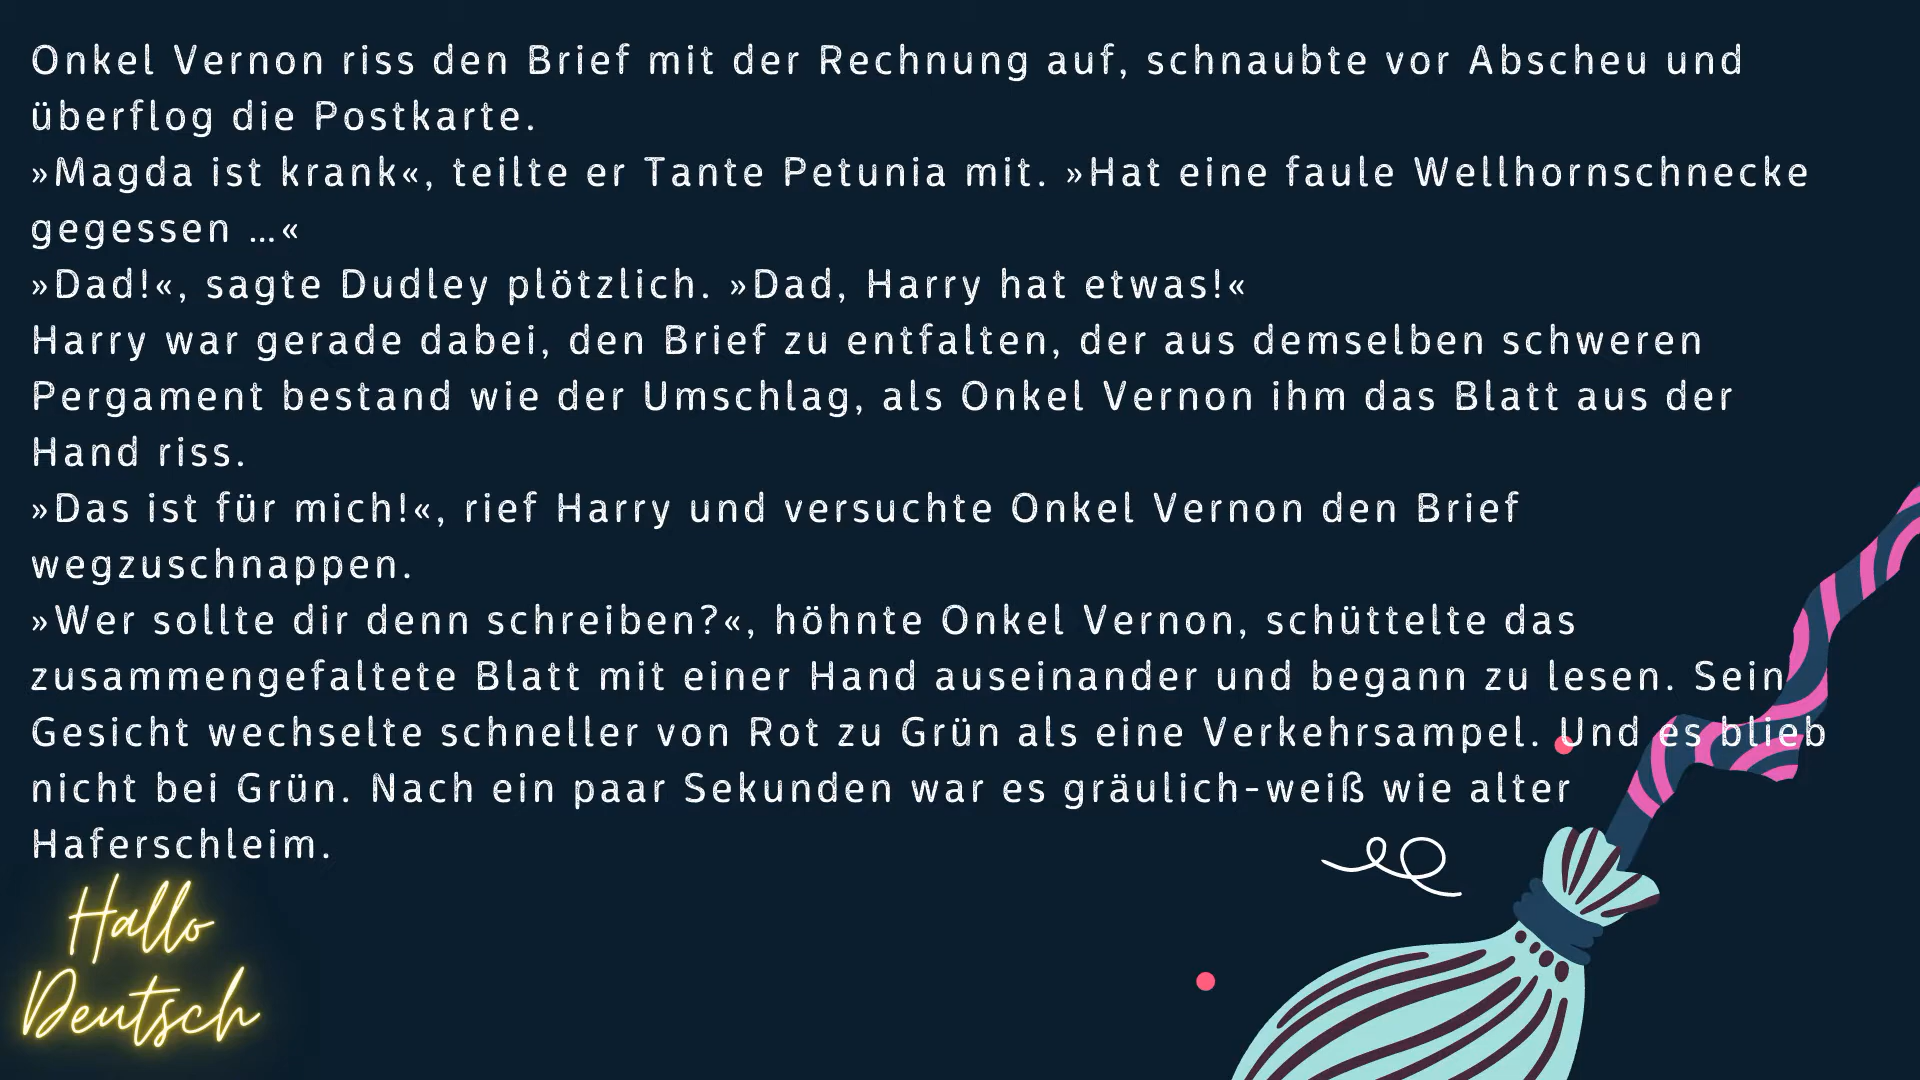 Onkel Vernon riss den Brief mit der Rechnung auf, schnaubte vor Abscheu und
überflog die Postkarte.
»Magda ist krank«, teilte er Tante Petunia mit. »Hat eine faule Wellhornschnecke
gegessen ...«
»Dad!«, sagte Dudley plötzlich. »Dad, Harry hat etwas!«
Harry war gerade dabei, den Brief zu entfalten, der aus demselben schweren
Pergament bestand wie der Umschlag, als Onkel Vernon ihm das Blatt aus der
Hand riss.
»Das ist für mich!«, rief Harry und versuchte Onkel Vernon den Brief
wegzuschnappen.
»Wer sollte dir denn schreiben?«, höhnte Onkel Vernon, schüttelte das
zusammengefaltete Blatt mit einer Hand auseinander und begann zu lesen. Sein
Gesicht wechselte schneller von Rot zu Grün als eine Verkehrsampel. Und es blieb
nicht bei Grün. Nach ein paar Sekunden war es gräulich-weiß wie alter
Haferschleim.
Hallo
Deutsch